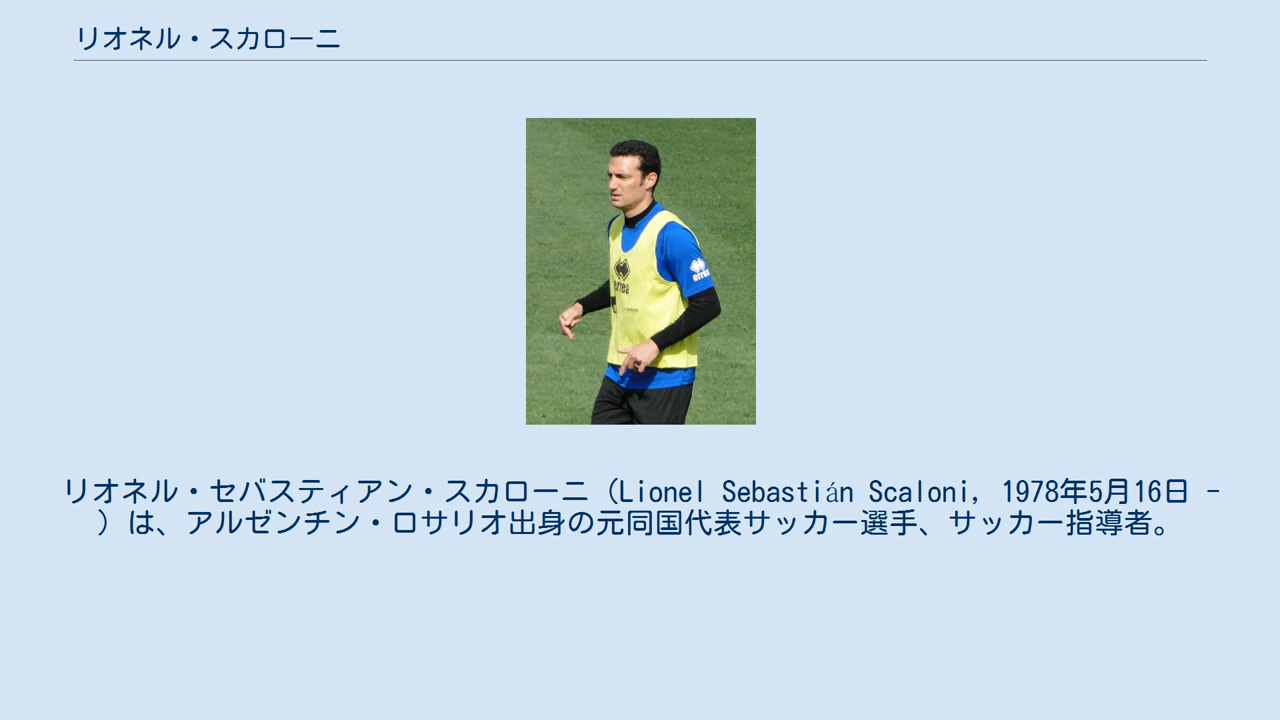 リオネル・スカローニ
errea
errea
リオネル・セバスティアン・スカローニ（Lionel Sebastián Scaloni, 1978年5月16日 -
）は、アルゼンチン・ロサリオ出身の元同国代表サッカー選手、サッカー指導者。